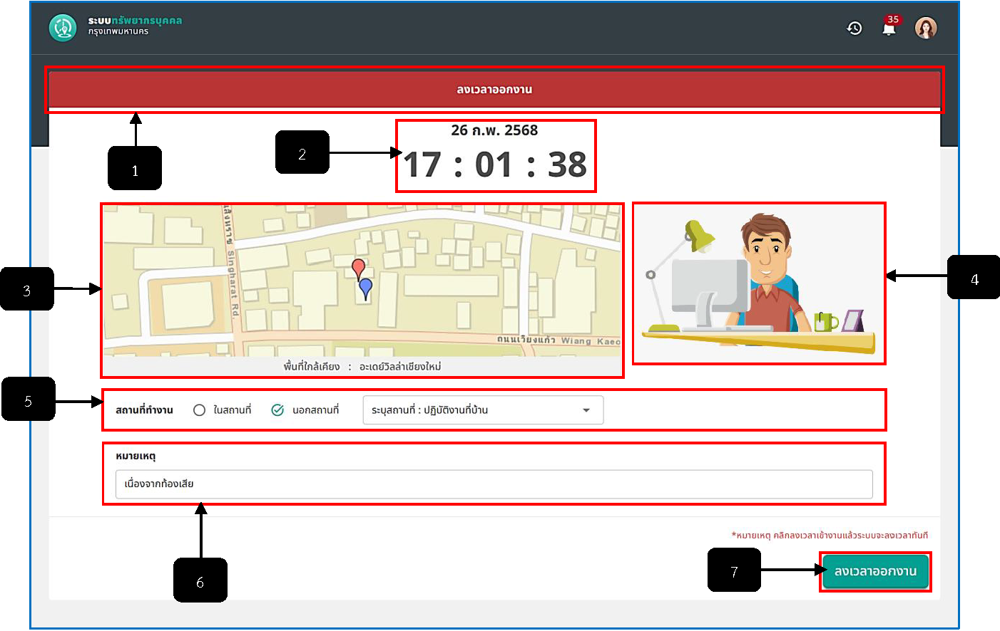 ระบบทรัพยากรบุคคล
กรุงเทพมหานคร
35
ลงเวลาออกงาน
1
26 ก.พ. 2568
2
17 : 01 : 38
3
Singharat Rd.
ถนนเวียงแก้ว Wiang Kaeo
พื้นที่ใกล้เคียง : อะเดย์วิลล่าเชียงใหม่
4
5
สถานที่ทำงาน ในสถานที่ นอกสถานที่ ระบุสถานที่ : ปฏิบัติงานที่บ้าน
หมายเหตุ
เนื่องจากท้องเสีย
6
*หมายเหตุ คลิกลงเวลาเข้างานแล้วระบบจะลงเวลาทันที
7
ลงเวลาออกงาน